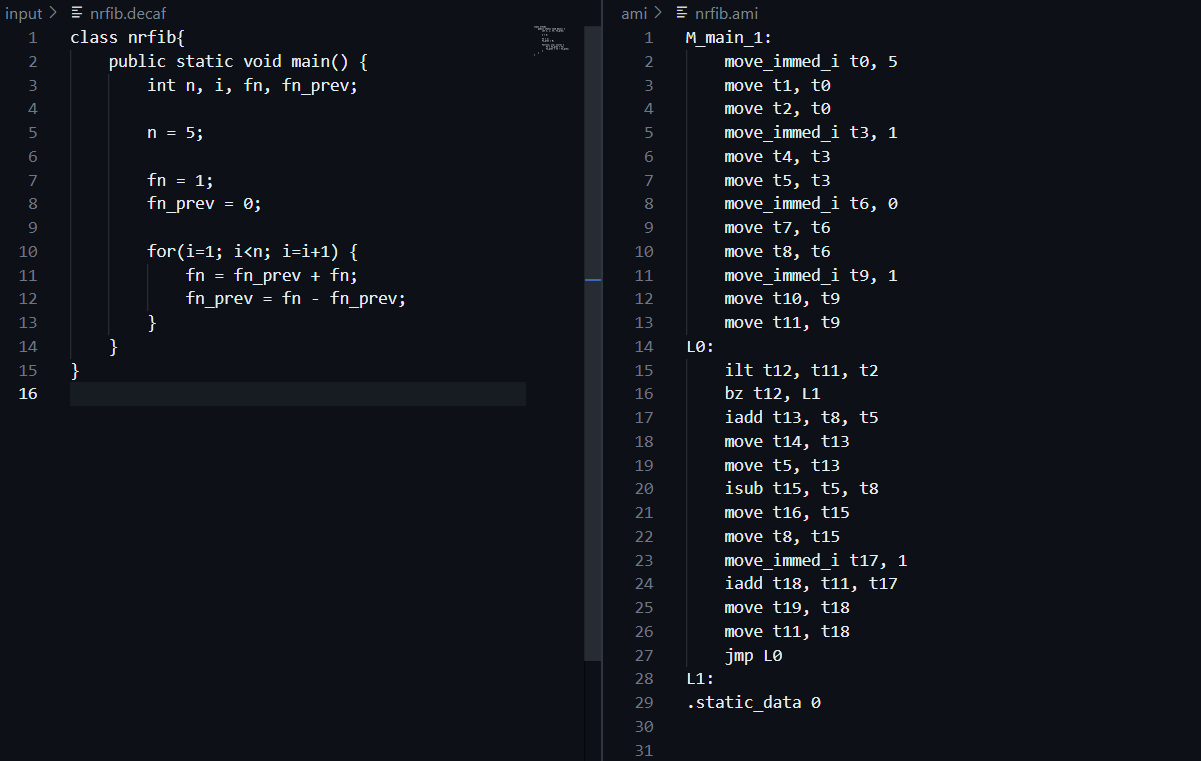 input > nrfib.decaf
1 class nrfib{
2     public static void main() {
3         int n, i, fn, fn_prev;
4
5         n = 5;
6
7         fn = 1;
8         fn_prev = 0;
9
10         for(i=1; i<n; i=i+1) {
11             fn = fn_prev + fn;
12             fn_prev = fn - fn_prev;
13         }
14     }
15 }
16
ami > nrfib.ami
1 M_main_1:
2     move_immed_i t0, 5
3     move t1, t0
4     move t2, t0
5     move_immed_i t3, 1
6     move t4, t3
7     move t5, t3
8     move_immed_i t6, 0
9     move t7, t6
10     move t8, t6
11     move_immed_i t9, 1
12     move t10, t9
13     move t11, t9
14 L0:
15     ilt t12, t11, t2
16     bz t12, L1
17     iadd t13, t8, t5
18     move t14, t13
19     move t5, t13
20     isub t15, t5, t8
21     move t16, t15
22     move t8, t15
23     move_immed_i t17, 1
24     iadd t18, t11, t17
25     move t19, t18
26     move t11, t18
27     jmp L0
28 L1:
29 .static_data 0
30
31